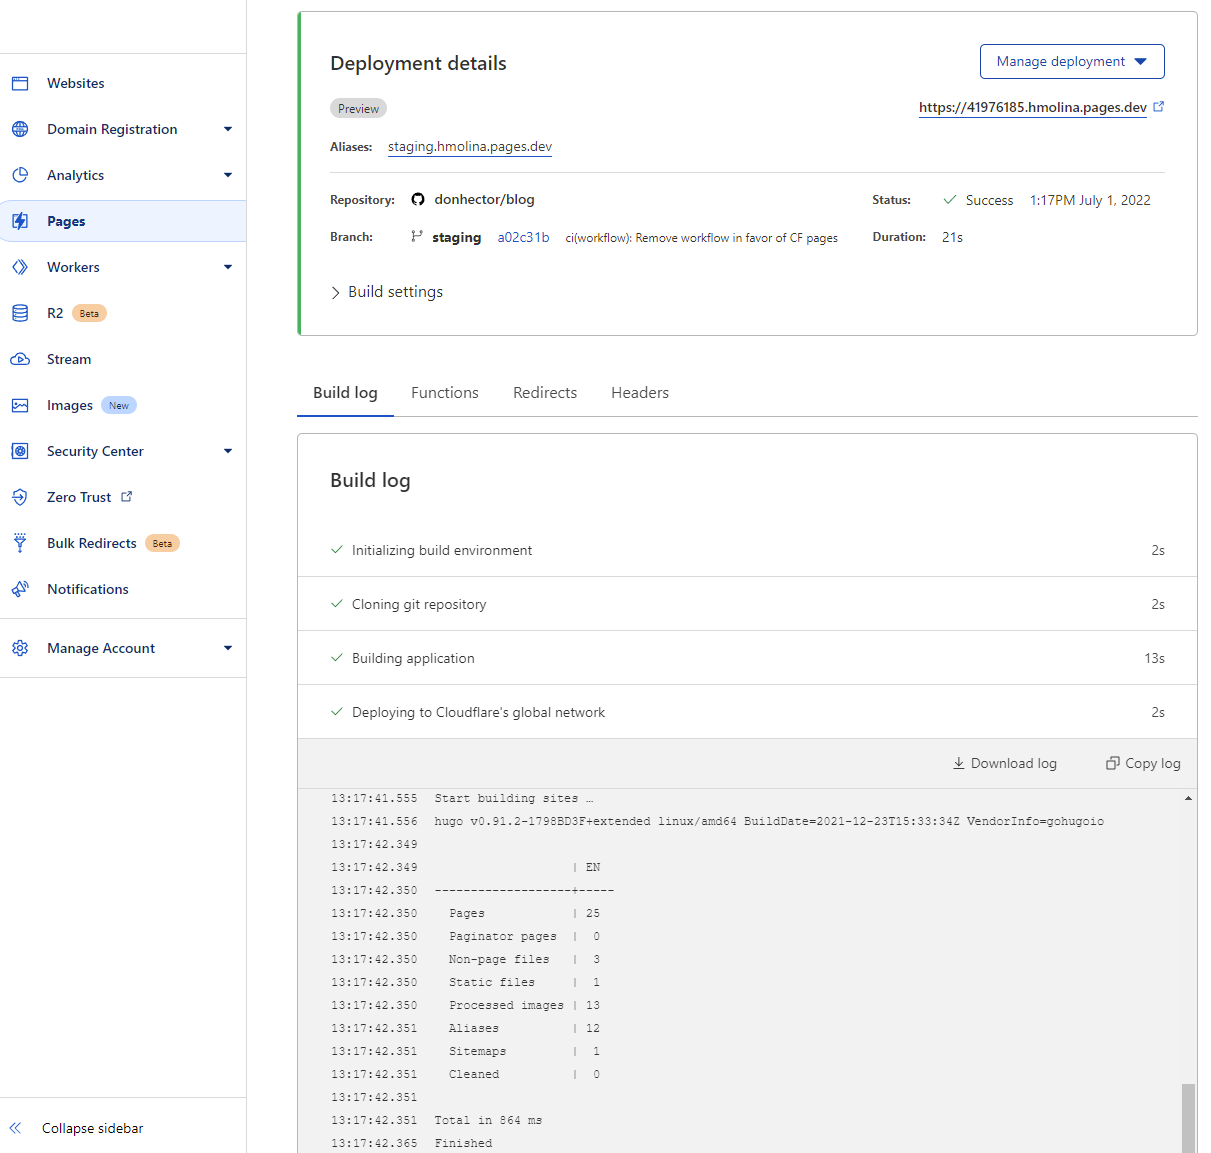 Websites
Domain Registration
Analytics
Pages
Workers
R2 Beta
Stream
Images New
Security Center
Zero Trust
Bulk Redirects Beta
Notifications
Manage Account
Collapse sidebar
Deployment details
Manage deployment
Preview
https://41976185.hmolina.pages.dev
Aliases: staging.hmolina.pages.dev
Repository: donhector/blog
Status: Success 1:17PM July 1, 2022
Branch: staging a02c31b ci(workflow): Remove workflow in favor of CF pages
Duration: 21s
Build settings
Build log Functions Redirects Headers
Build log
Initializing build environment 2s
Cloning git repository 2s
Building application 13s
Deploying to Cloudflare's global network 2s
Download log Copy log
13:17:41.555 Start building sites …
13:17:41.556 hugo v0.91.2-1798BD3F+extended linux/amd64 BuildDate=2021-12-23T15:33:34Z VendorInfo=gohugoio
13:17:42.349
13:17:42.349 | EN
13:17:42.350 -------------------+-----
13:17:42.350 Pages | 25
13:17:42.350 Paginator pages | 0
13:17:42.350 Non-page files | 3
13:17:42.350 Static files | 1
13:17:42.350 Processed images | 13
13:17:42.351 Aliases | 12
13:17:42.351 Sitemaps | 1
13:17:42.351 Cleaned | 0
13:17:42.351
13:17:42.351 Total in 864 ms
13:17:42.365 Finished